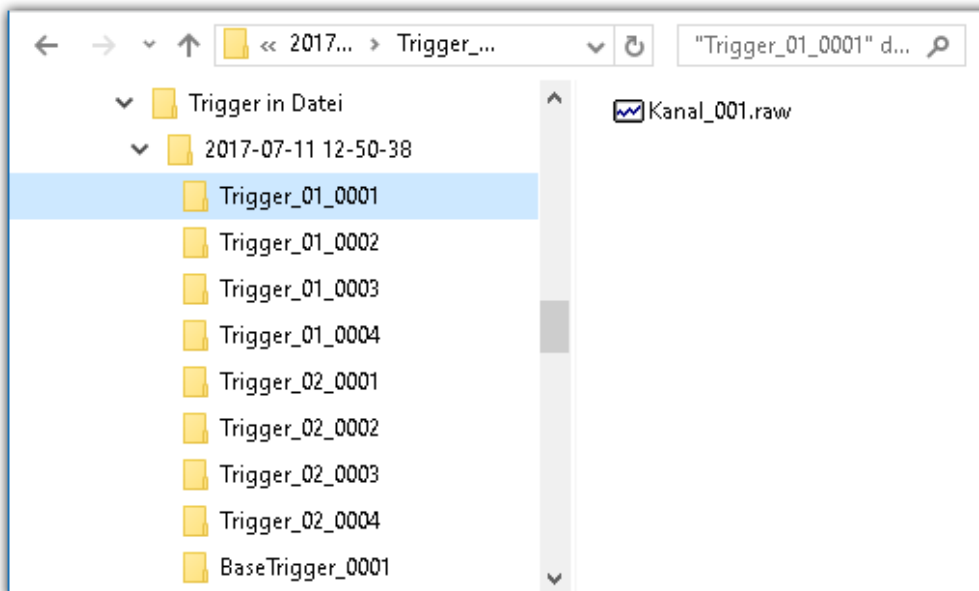 « 2017... > Trigger_...
"Trigger_01_0001" d...
Trigger in Datei
2017-07-11 12-50-38
Trigger_01_0001
Trigger_01_0002
Trigger_01_0003
Trigger_01_0004
Trigger_02_0001
Trigger_02_0002
Trigger_02_0003
Trigger_02_0004
BaseTrigger_0001
Kanal_001.raw